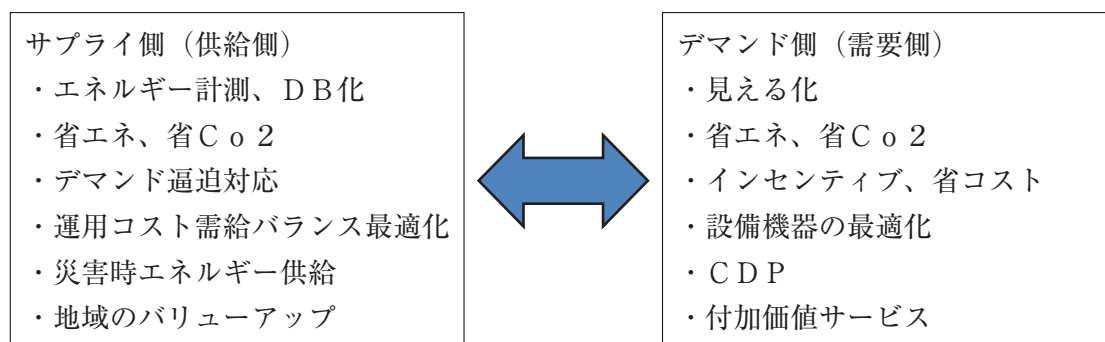 サプライ側（供給側）
・エネルギー計測、ＤＢ化
・省エネ、省Ｃｏ２
・デマンド逼迫対応
・運用コスト需給バランス最適化
・災害時エネルギー供給
・地域のバリューアップ
デマンド側（需要側）
・見える化
・省エネ、省Ｃｏ２
・インセンティブ、省コスト
・設備機器の最適化
・ＣＤＰ
・付加価値サービス